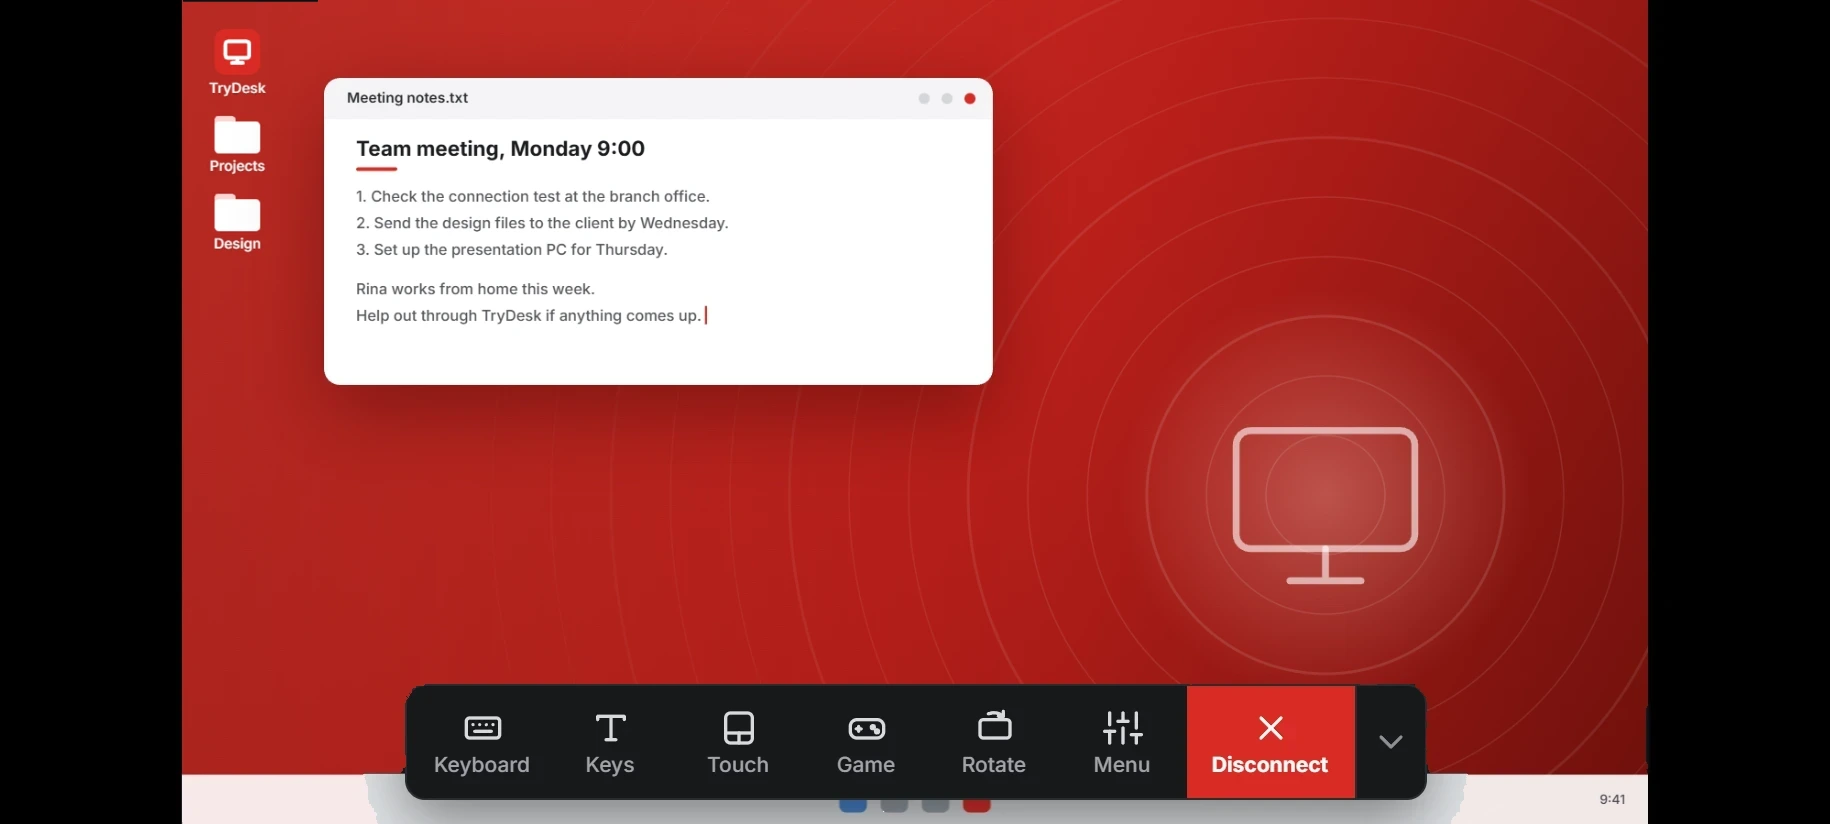 TryDesk
Projects
Design
Meeting notes.txt
Team meeting, Monday 9:00
1. Check the connection test at the branch office.
2. Send the design files to the client by Wednesday.
3. Set up the presentation PC for Thursday.
Rina works from home this week.
Help out through TryDesk if anything comes up.
Keyboard
Keys
Touch
Game
Rotate
Menu
Disconnect
9:41